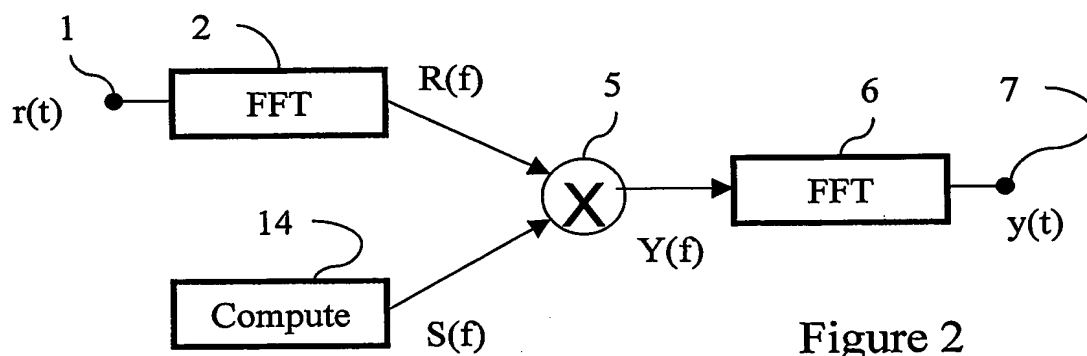 1
2
r(t)
FFT
R(f)
5
X
6
FFT
7
y(t)
Y(f)
14
Compute
S(f)
Figure 2